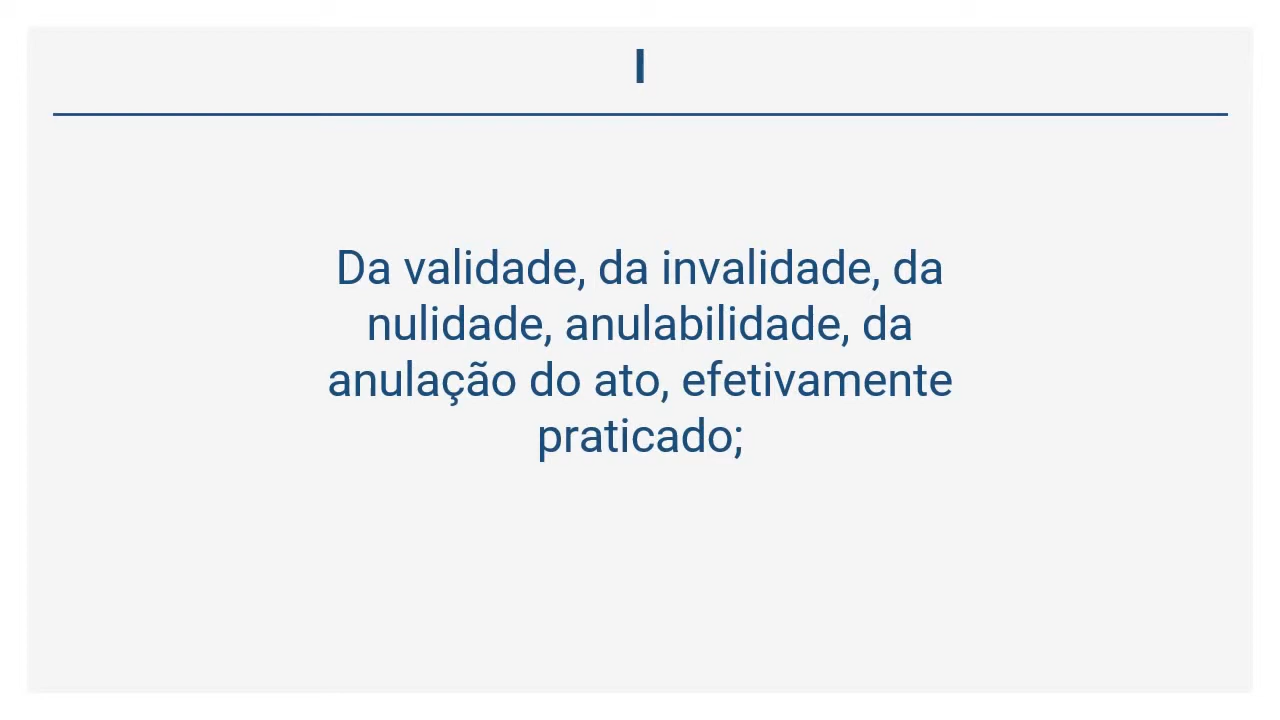 I
Da validade, da invalidade, da
nulidade, anulabilidade, da
anulação do ato, efetivamente
praticado;